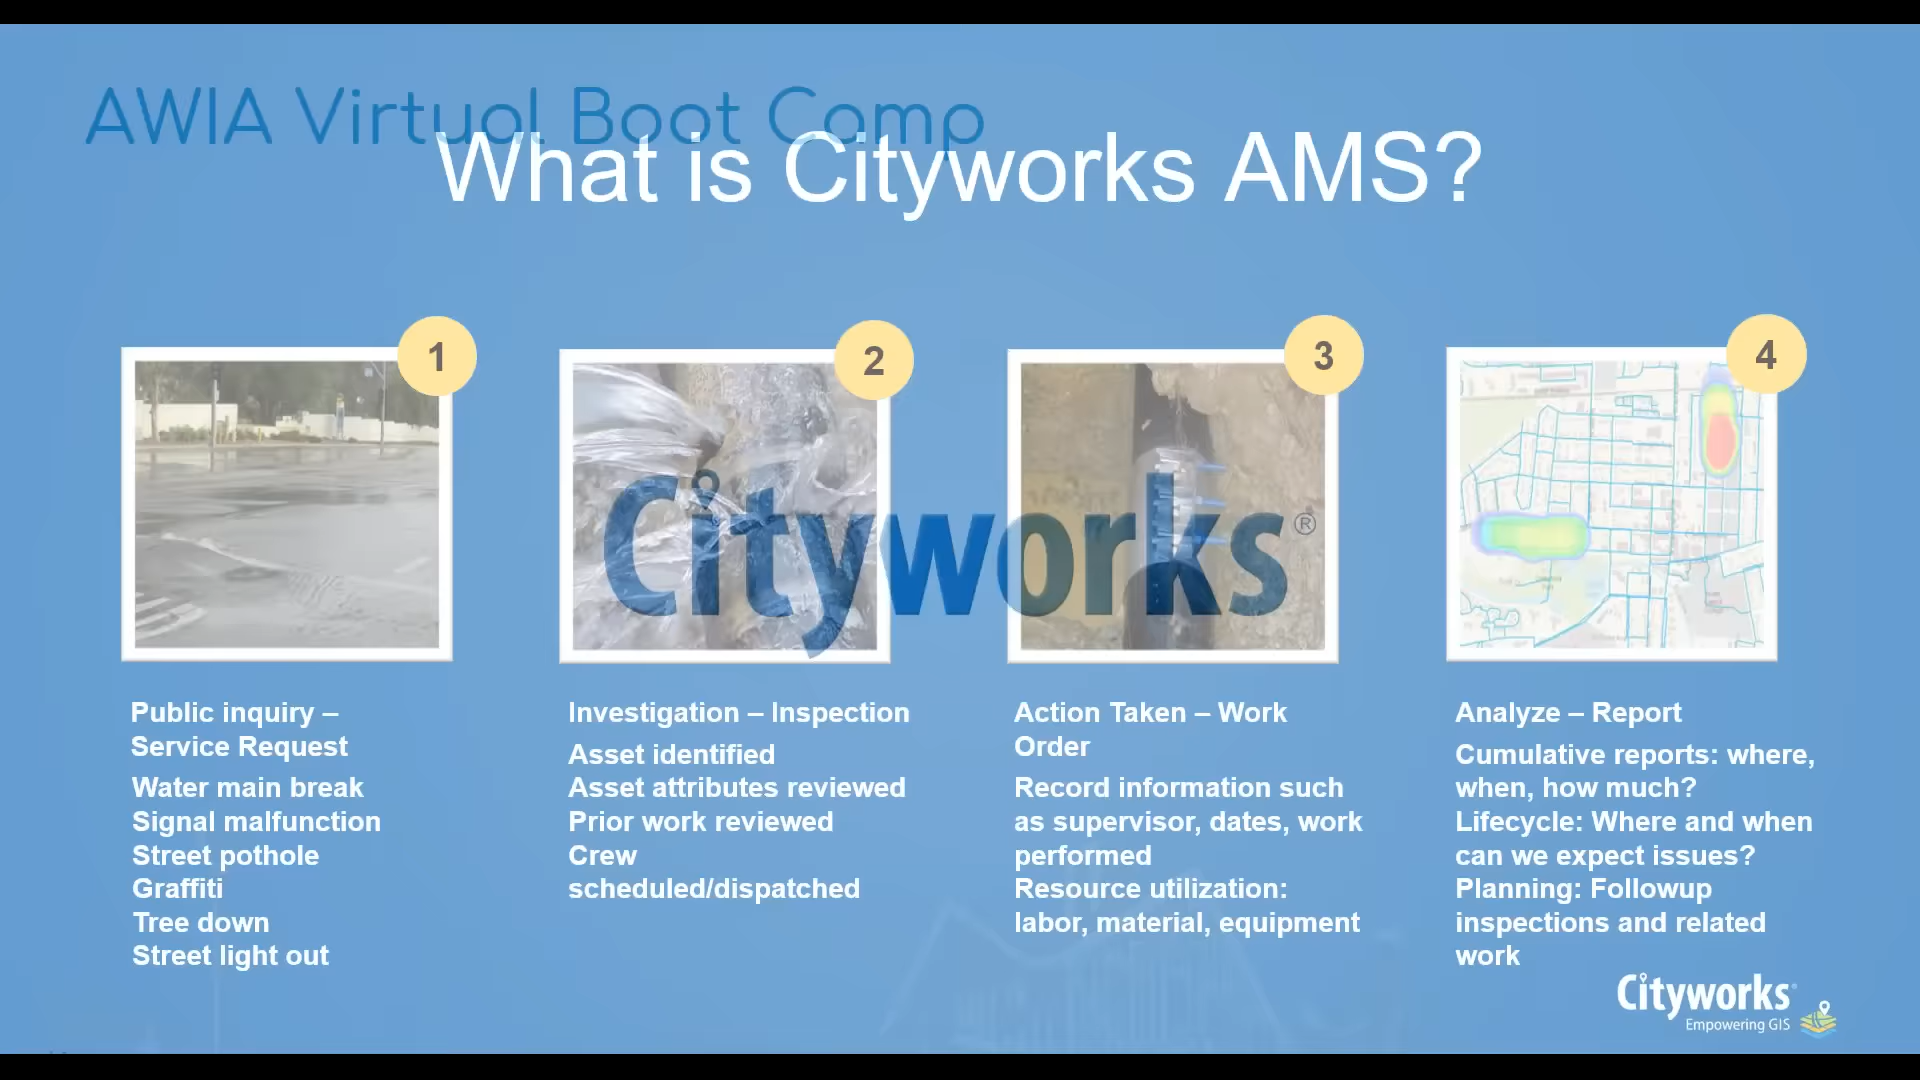 AWIA Virtual Boot Camp
What is Cityworks AMS?
1
2
3
4
Cityworks®
Public inquiry –
Service Request
Water main break
Signal malfunction
Street pothole
Graffiti
Tree down
Street light out
Investigation – Inspection
Asset identified
Asset attributes reviewed
Prior work reviewed
Crew
scheduled/dispatched
Action Taken – Work
Order
Record information such
as supervisor, dates, work
performed
Resource utilization:
labor, material, equipment
Analyze – Report
Cumulative reports: where,
when, how much?
Lifecycle: Where and when
can we expect issues?
Planning: Followup
inspections and related
work
Cityworks®
Empowering GIS